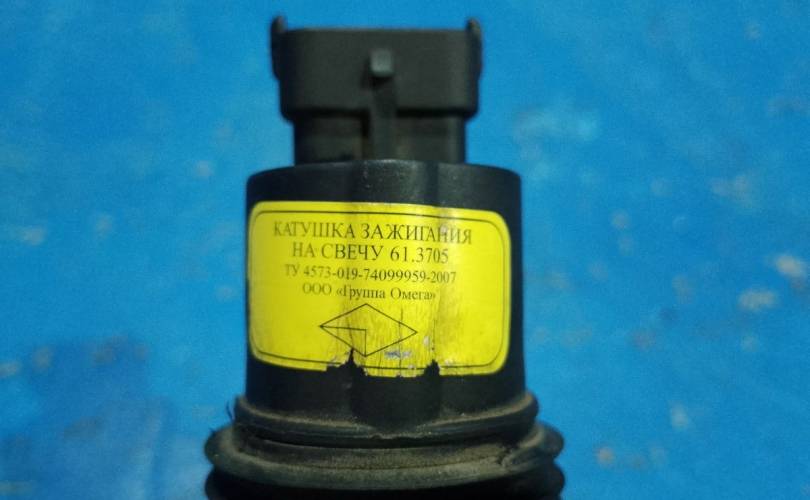 КАТУШКА ЗАЖИГАНИЯ
НА СВЕЧУ 61.3705
ТУ 4573-019-74099959-2007
ООО «Группа Омега»